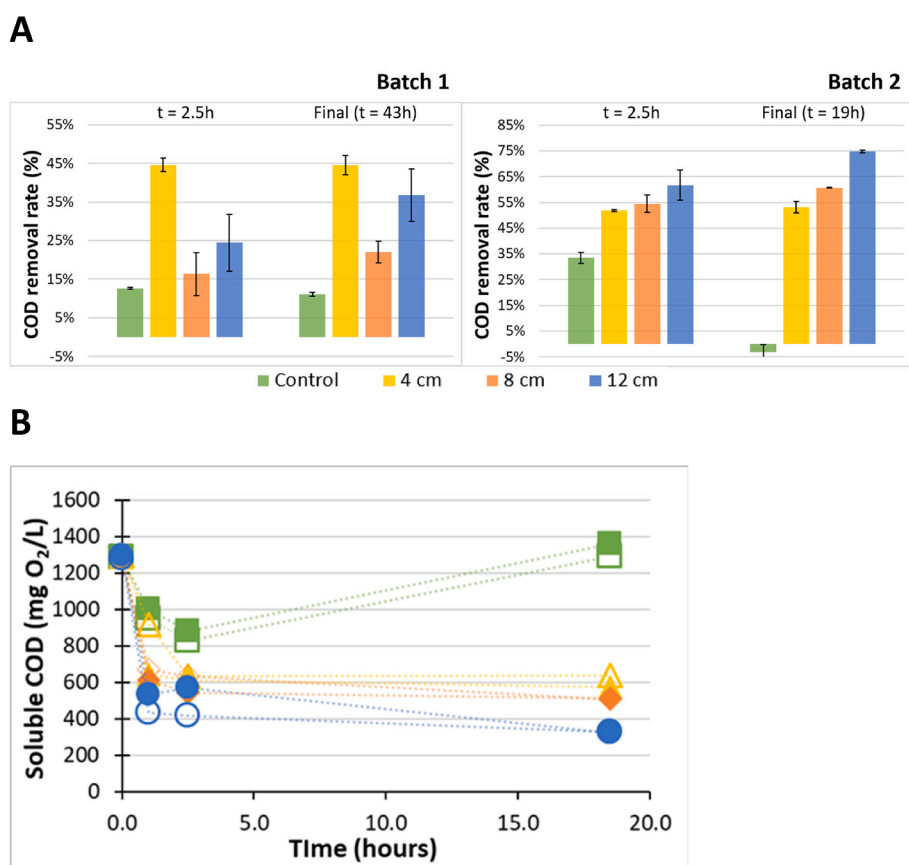 A
Batch 1
Batch 2
t = 2.5h
Final (t = 43h)
t = 2.5h
Final (t = 19h)
COD removal rate (%)
55%
45%
35%
25%
15%
5%
-5%
COD removal rate (%)
85%
75%
65%
55%
45%
35%
25%
15%
5%
-5%
Control
4 cm
8 cm
12 cm
B
Soluble COD (mg O₂/L)
1600
1400
1200
1000
800
600
400
200
0
0.0
5.0
10.0
15.0
20.0
TIme (hours)